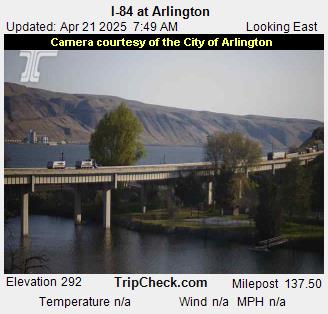 I-84 at Arlington
Updated: Apr 21 2025 7:49 AM Looking East
Camera courtesy of the City of Arlington
Elevation 292 TripCheck.com Milepost 137.50
Temperature n/a Wind n/a MPH n/a